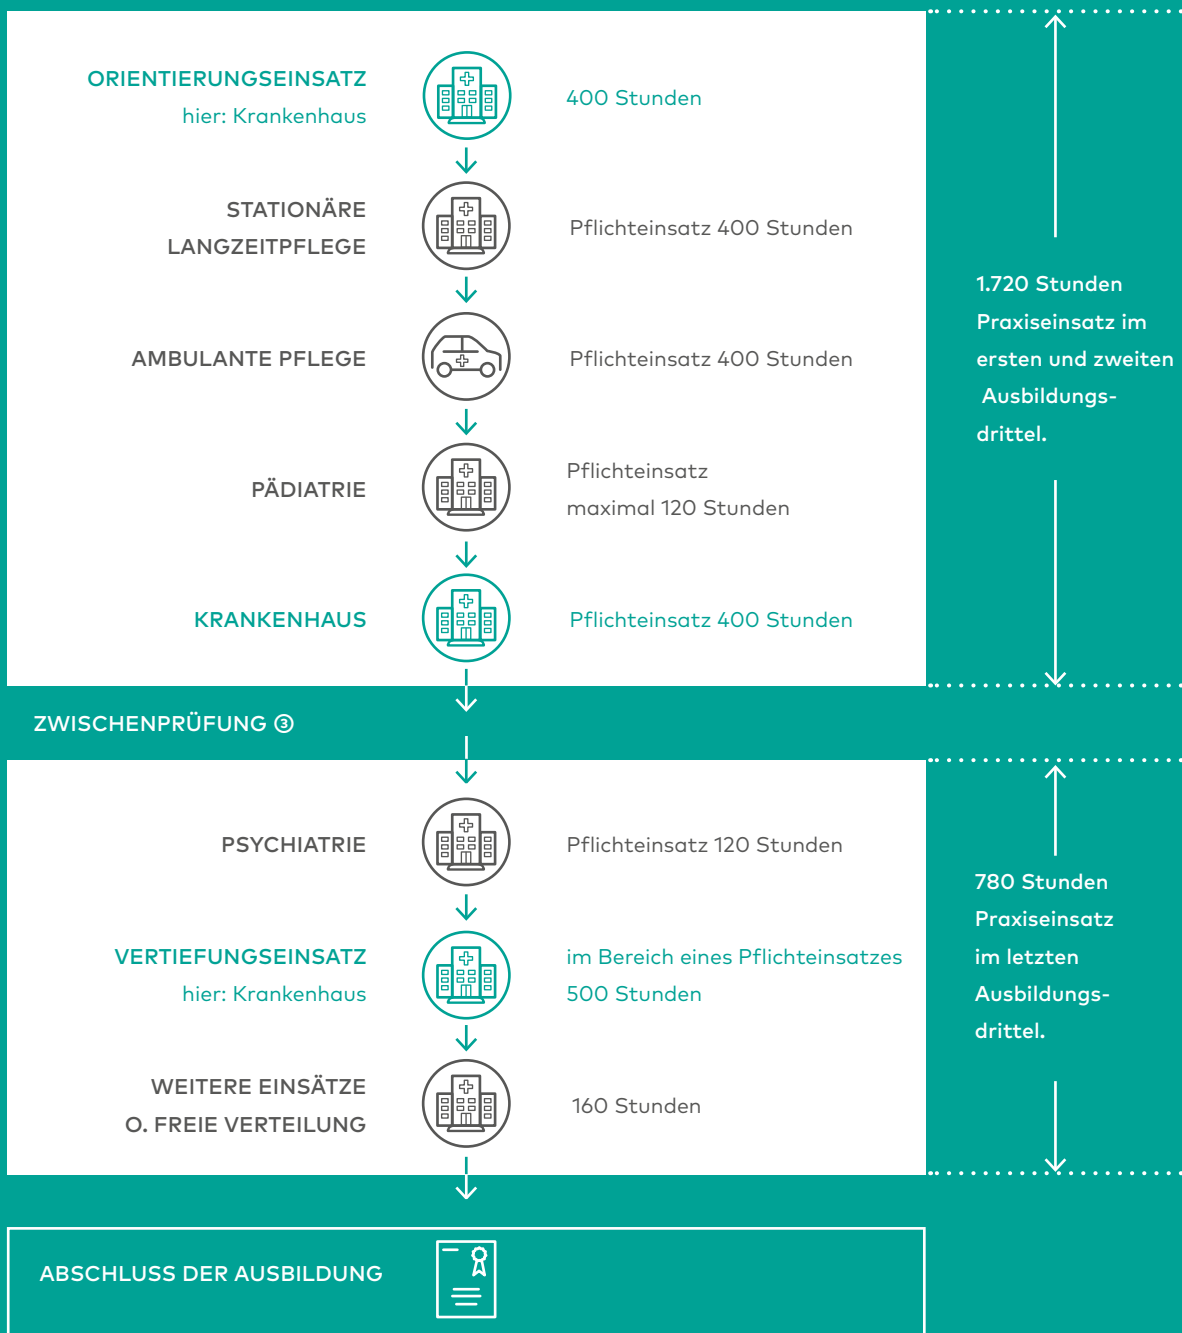 ORIENTIERUNGSEINSATZ
hier: Krankenhaus
400 Stunden
STATIONÄRE
LANGZEITPFLEGE
Pflichteinsatz 400 Stunden
AMBULANTE PFLEGE
Pflichteinsatz 400 Stunden
PÄDIATRIE
Pflichteinsatz
maximal 120 Stunden
KRANKENHAUS
Pflichteinsatz 400 Stunden
1.720 Stunden
Praxiseinsatz im
ersten und zweiten
Ausbildungs-
drittel.
ZWISCHENPRÜFUNG ③
PSYCHIATRIE
Pflichteinsatz 120 Stunden
VERTIEFUNGSEINSATZ
hier: Krankenhaus
im Bereich eines Pflichteinsatzes
500 Stunden
WEITERE EINSÄTZE
O. FREIE VERTEILUNG
160 Stunden
780 Stunden
Praxiseinsatz
im letzten
Ausbildungs-
drittel.
ABSCHLUSS DER AUSBILDUNG